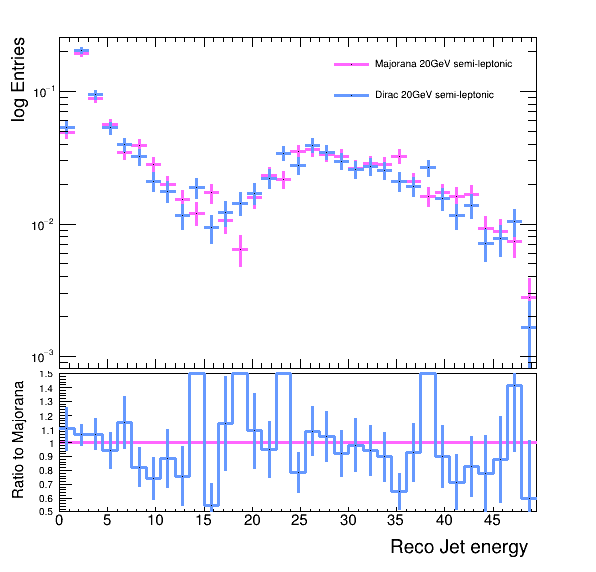 log Entries
10⁻¹
10⁻²
10⁻³
Majorana 20GeV semi-leptonic
Dirac 20GeV semi-leptonic
Ratio to Majorana
1.5
1.4
1.3
1.2
1.1
1
0.9
0.8
0.7
0.6
0.5
0 5 10 15 20 25 30 35 40 45
Reco Jet energy